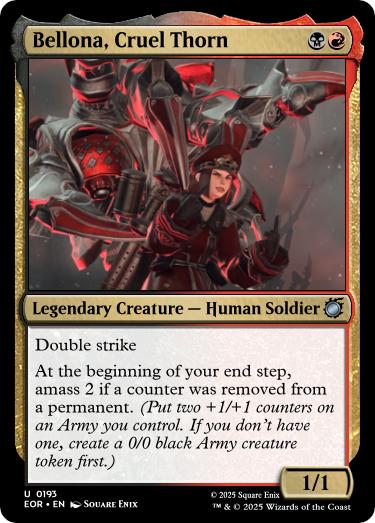 Bellona, Cruel Thorn
Legendary Creature — Human Soldier
Double strike
At the beginning of your end step,
amass 2 if a counter was removed from
a permanent. (Put two +1/+1 counters on
an Army you control. If you don't have
one, create a 0/0 black Army creature
token first.)
1/1
U 0193
EOR • EN SQUARE ENIX
© 2025 Square Enix
™ & © 2025 Wizards of the Coast